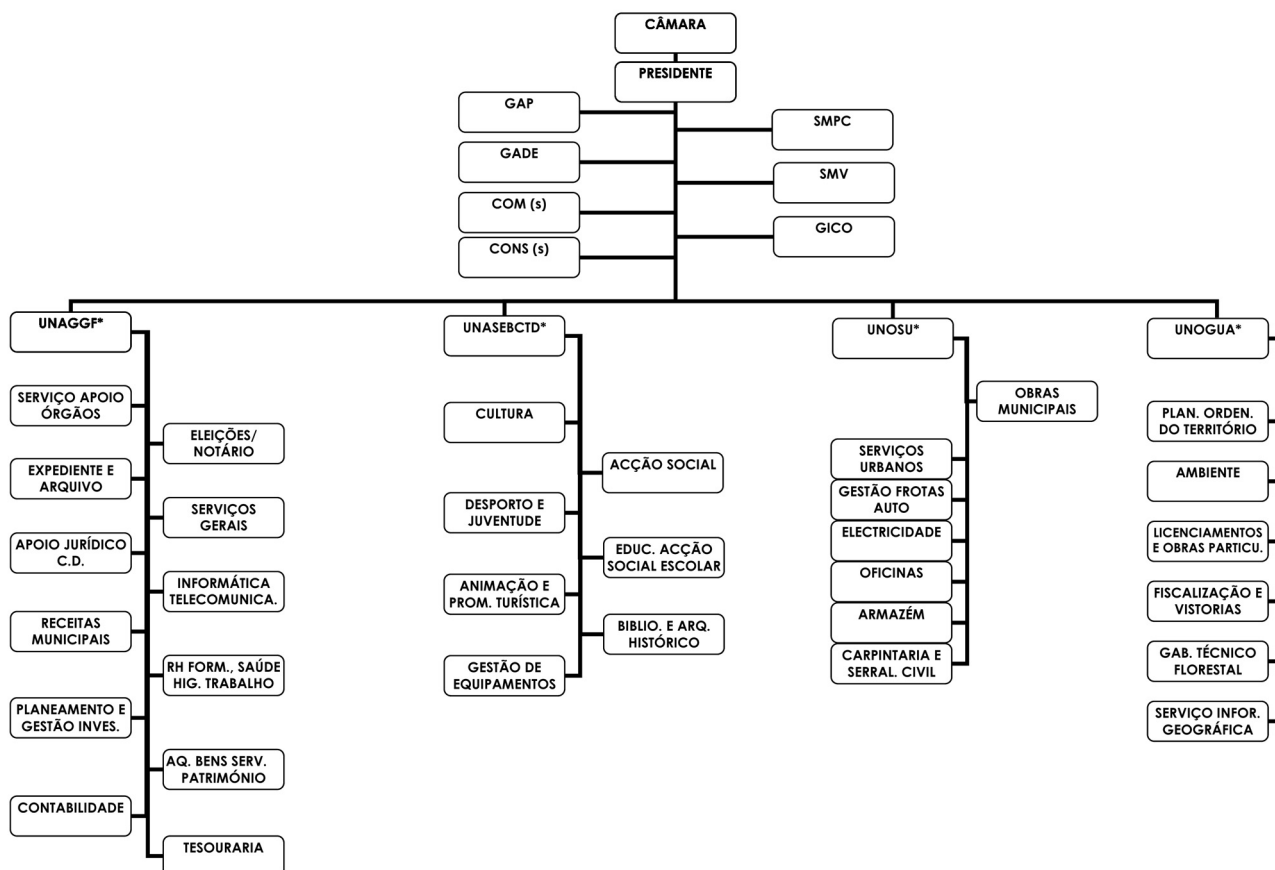 CÂMARA
PRESIDENTE
GAP
SMPC
GADE
SMV
COM (s)
GICO
CONS (s)
UNAGGF*
SERVIÇO APOIO
ÓRGÃOS
ELEIÇÕES/
NOTÁRIO
EXPEDIENTE E
ARQUIVO
SERVIÇOS
GERAIS
APOIO JURÍDICO
C.D.
INFORMÁTICA
TELECOMUNICA.
RECEITAS
MUNICIPAIS
RH FORM., SAÚDE
HIG. TRABALHO
PLANEAMENTO E
GESTÃO INVES.
AQ. BENS SERV.
PATRIMÓNIO
CONTABILIDADE
TESOURARIA
UNASEBCTD*
CULTURA
ACÇÃO SOCIAL
DESPORTO E
JUVENTUDE
EDUC. ACÇÃO
SOCIAL ESCOLAR
ANIMAÇÃO E
PROM. TURÍSTICA
BIBLIO. E ARQ.
HISTÓRICO
GESTÃO DE
EQUIPAMENTOS
UNOSU*
OBRAS
MUNICIPAIS
SERVIÇOS
URBANOS
GESTÃO FROTAS
AUTO
ELECTRICIDADE
OFICINAS
ARMAZÉM
CARPINTARIA E
SERRAL. CIVIL
UNOGUA*
PLAN. ORDEN.
DO TERRITÓRIO
AMBIENTE
LICENCIAMENTOS
E OBRAS PARTICU.
FISCALIZAÇÃO E
VISTORIAS
GAB. TÉCNICO
FLORESTAL
SERVIÇO INFOR.
GEOGRÁFICA